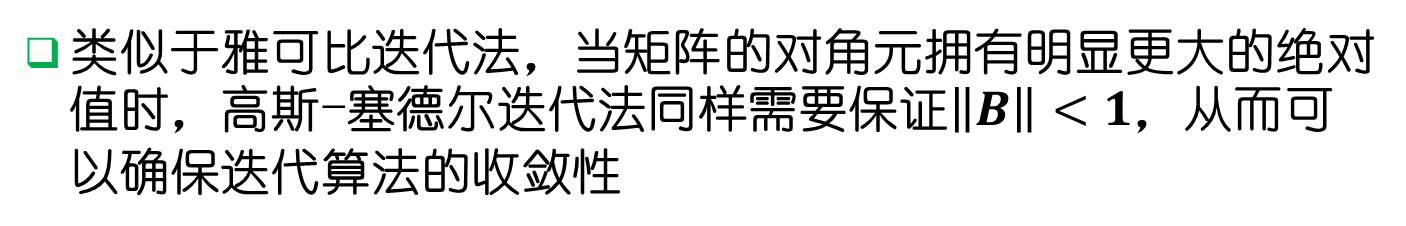 类似于雅可比迭代法，当矩阵的对角元拥有明显更大的绝对
值时，高斯-塞德尔迭代法同样需要保证‖B‖ < 1，从而可
以确保迭代算法的收敛性